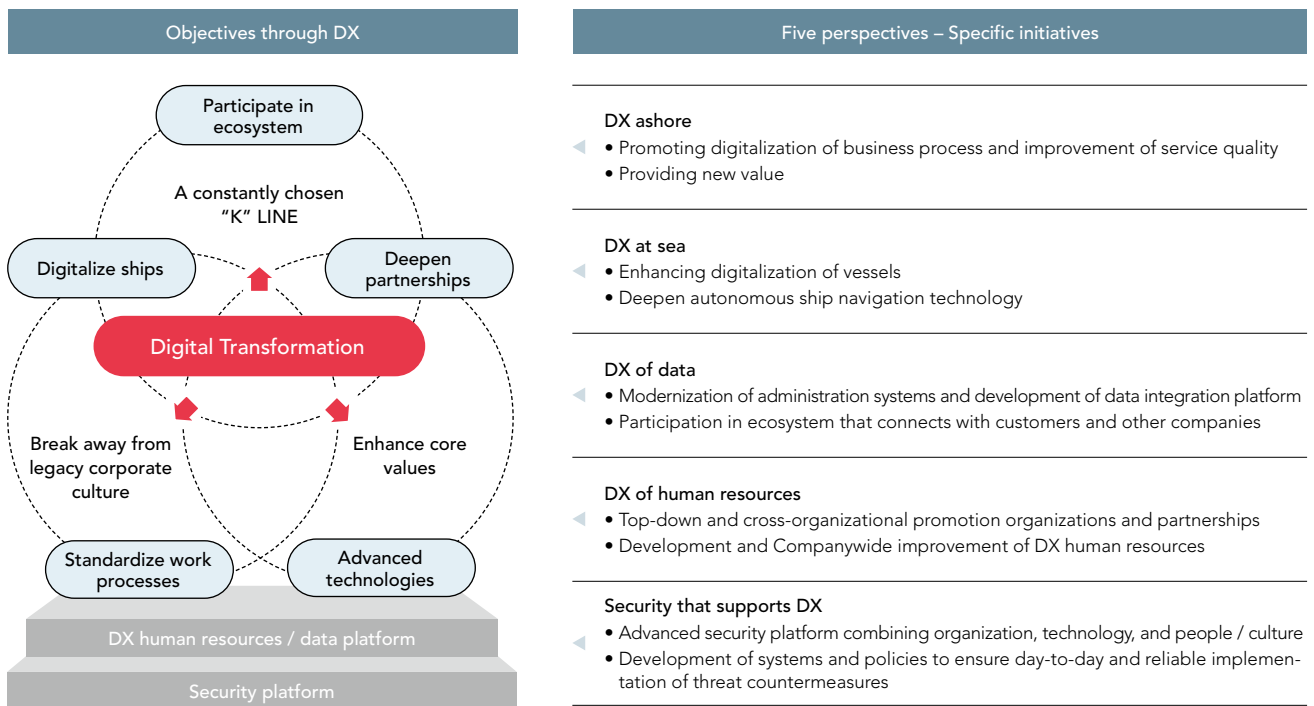 Objectives through DX
Participate in
ecosystem
A constantly chosen
“K” LINE
Digitalize ships
Deepen
partnerships
Digital Transformation
Break away from
legacy corporate
culture
Enhance core
values
Standardize work
processes
Advanced
technologies
DX human resources / data platform
Security platform
Five perspectives – Specific initiatives
DX ashore
• Promoting digitalization of business process and improvement of service quality
• Providing new value
DX at sea
• Enhancing digitalization of vessels
• Deepen autonomous ship navigation technology
DX of data
• Modernization of administration systems and development of data integration platform
• Participation in ecosystem that connects with customers and other companies
DX of human resources
• Top-down and cross-organizational promotion organizations and partnerships
• Development and Companywide improvement of DX human resources
Security that supports DX
• Advanced security platform combining organization, technology, and people / culture
• Development of systems and policies to ensure day-to-day and reliable implemen-
tation of threat countermeasures